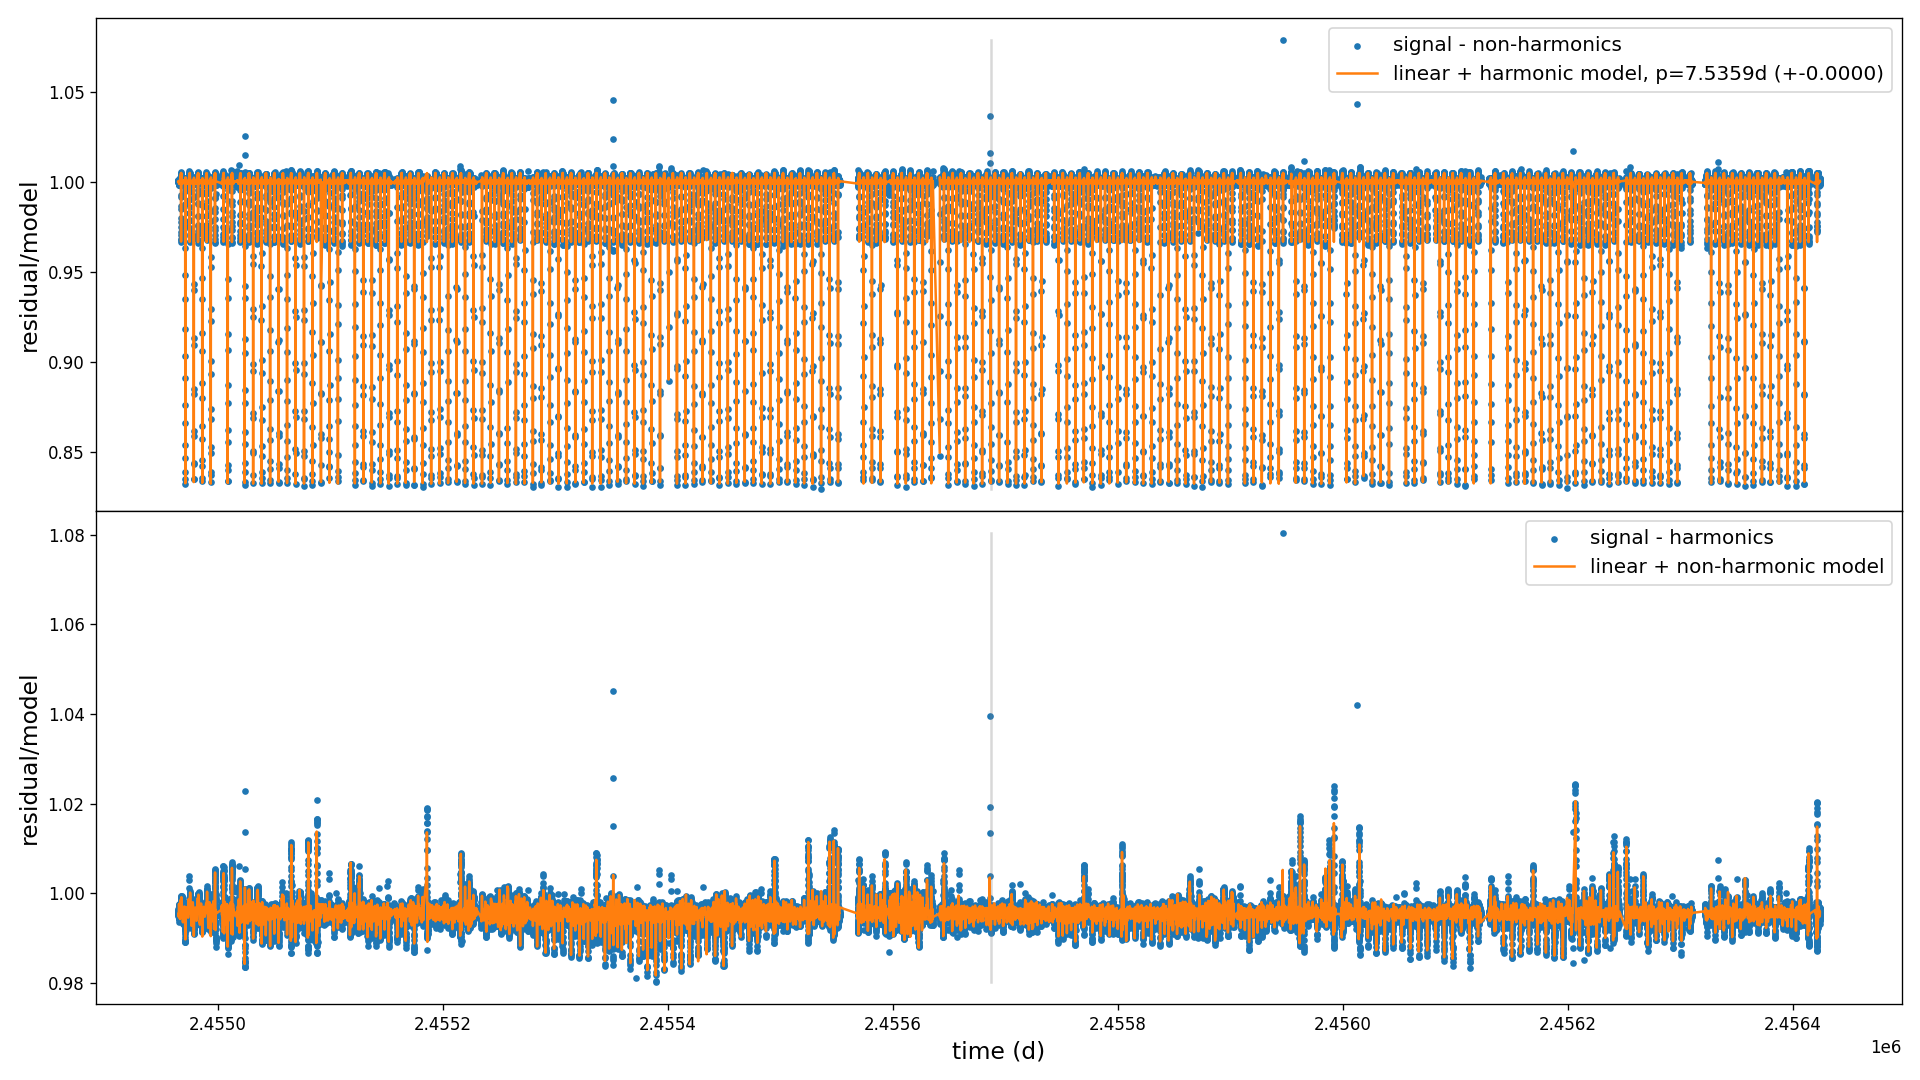 signal - non-harmonics
linear + harmonic model, p=7.5359d (+-0.0000)
1.05
1.00
0.95
0.90
0.85
residual/model
signal - harmonics
linear + non-harmonic model
1.08
1.06
1.04
1.02
1.00
0.98
residual/model
2.4550 2.4552 2.4554 2.4556 2.4558 2.4560 2.4562 2.4564
time (d)
1e6